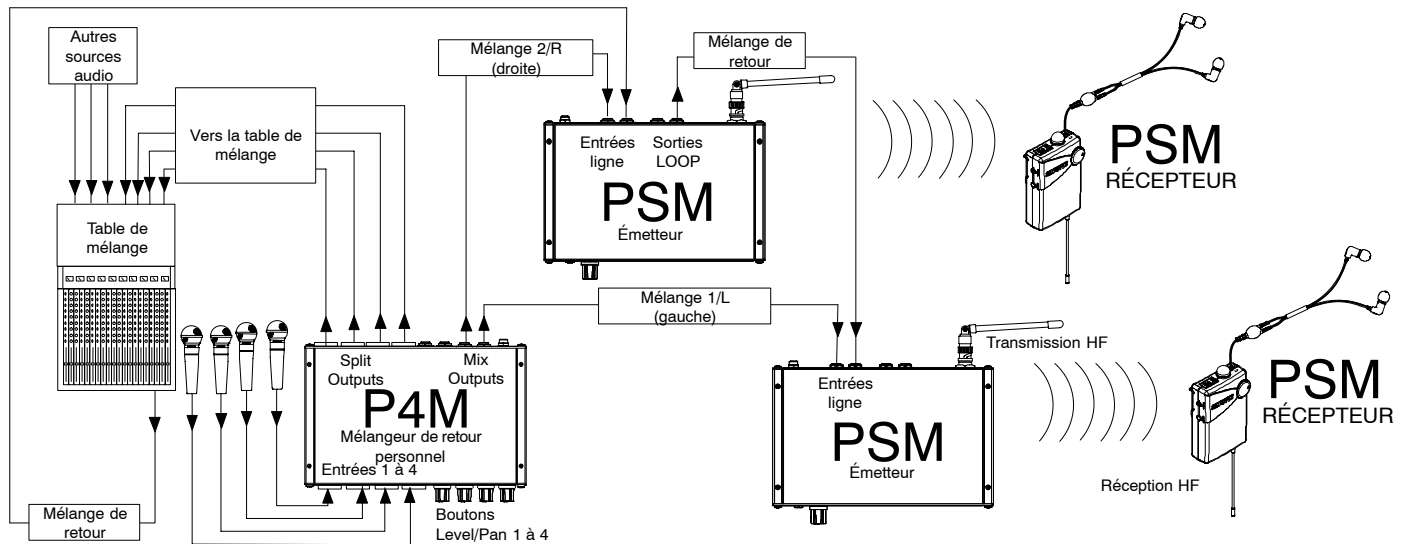 Autres
sources
audio
Vers la table de
mélange
Mélange 2/R
(droite)
Mélange de
retour
Entrées
ligne
Sorties
LOOP
PSM
Émetteur
PSM
RÉCEPTEUR
Table de
mélange
Mélange 1/L
(gauche)
Transmission HF
Split
Outputs
Mix
Outputs
P4M
Mélangeur de retour
personnel
Entrées 1 à 4
Entrées
ligne
PSM
Émetteur
PSM
RÉCEPTEUR
Réception HF
Boutons
Level/Pan 1 à 4
Mélange de
retour